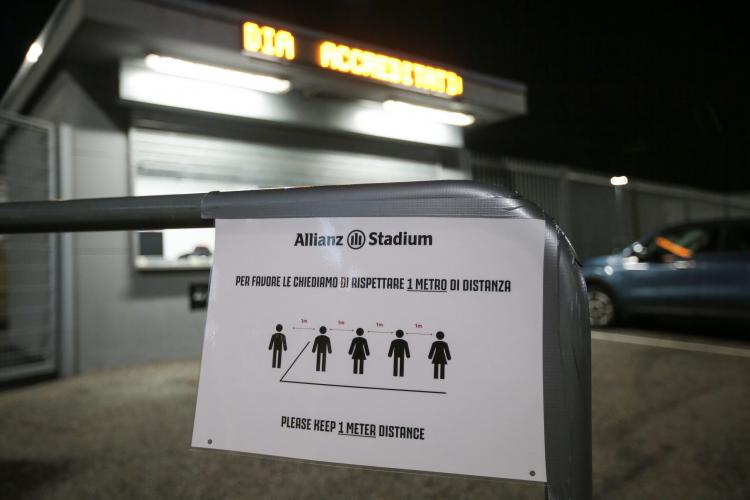 DIA ACCREDITATI
Allianz Stadium
PER FAVORE LE CHIEDIAMO DI RISPETTARE 1 METRO DI DISTANZA
1m 1m 1m 1m
PLEASE KEEP 1 METER DISTANCE